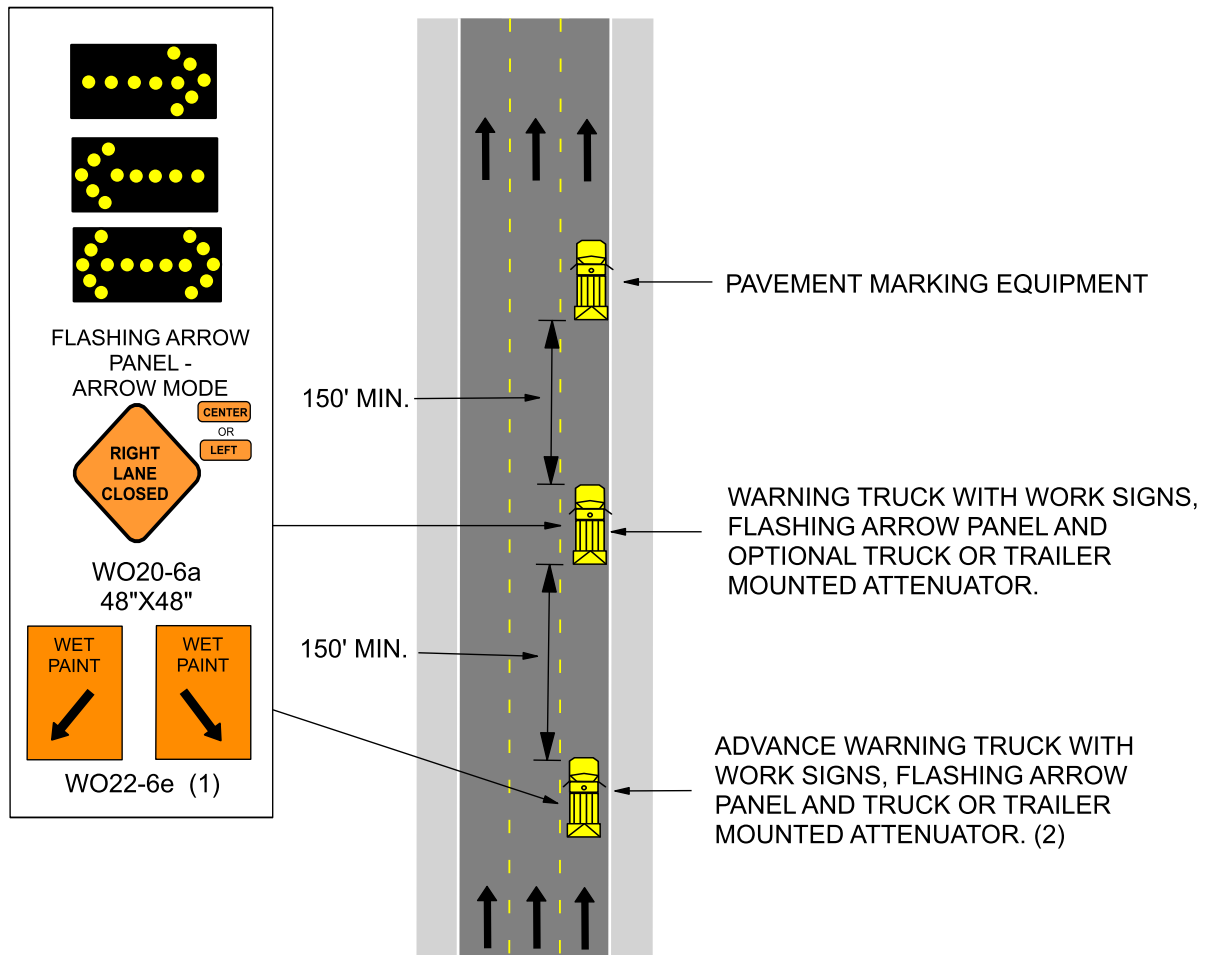 FLASHING ARROW
PANEL -
ARROW MODE
CENTER
OR
LEFT
RIGHT
LANE
CLOSED
WO20-6a
48"X48"
WET
PAINT
WET
PAINT
WO22-6e (1)
150' MIN.
150' MIN.
PAVEMENT MARKING EQUIPMENT
WARNING TRUCK WITH WORK SIGNS,
FLASHING ARROW PANEL AND
OPTIONAL TRUCK OR TRAILER
MOUNTED ATTENUATOR.
ADVANCE WARNING TRUCK WITH
WORK SIGNS, FLASHING ARROW
PANEL AND TRUCK OR TRAILER
MOUNTED ATTENUATOR. (2)